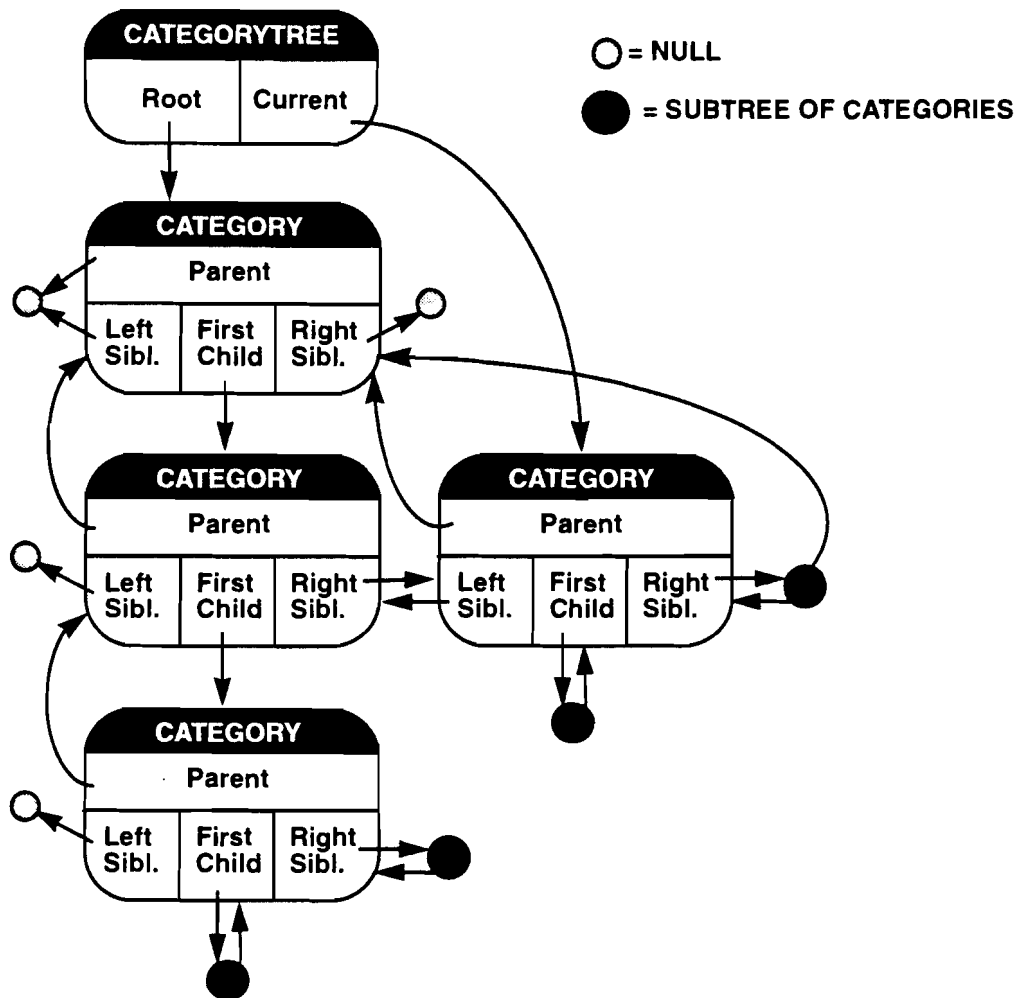 CATEGORYTREE
Root Current
= NULL
= SUBTREE OF CATEGORIES
CATEGORY
Parent
Left Sibl.
First Child
Right Sibl.
CATEGORY
Parent
Left Sibl.
First Child
Right Sibl.
CATEGORY
Parent
Left Sibl.
First Child
Right Sibl.
CATEGORY
Parent
Left Sibl.
First Child
Right Sibl.